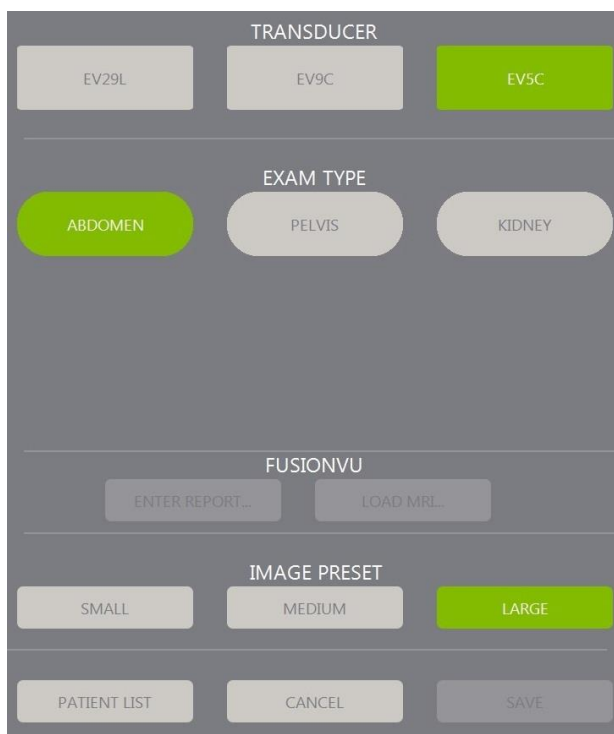 TRANSDUCER
EV29L EV9C EV5C
EXAM TYPE
ABDOMEN PELVIS KIDNEY
FUSIONVU
ENTER REPORT... LOAD MRI...
IMAGE PRESET
SMALL MEDIUM LARGE
PATIENT LIST CANCEL SAVE